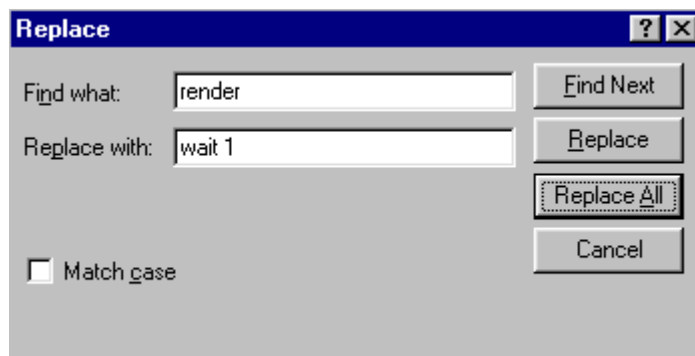 Replace
Find what: render
Find Next
Replace with: wait 1
Replace
Replace All
Match case
Cancel